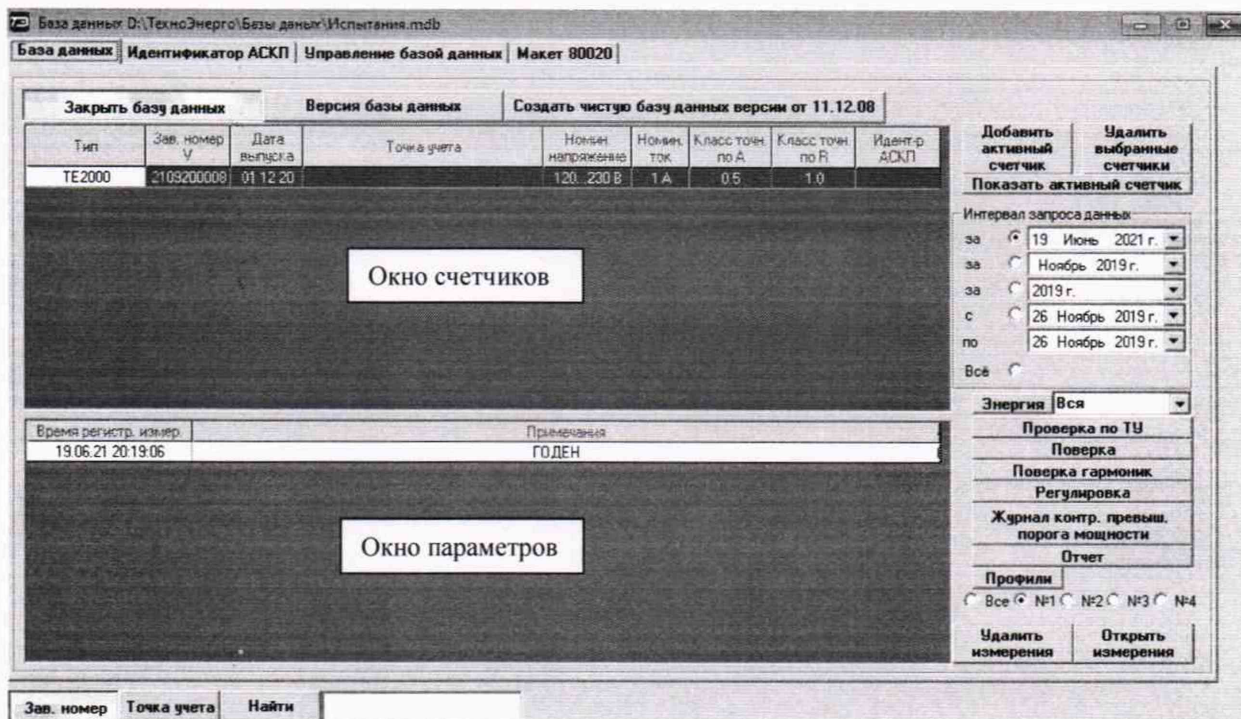 База данных D:\ТехноЭнерго\Базы даных\Испытания.mdb
База данных Идентификатор АСКП Управление базой данных Макет 80020
Закрыть базу данных Версия базы данных Создать чистую базу данных версии от 11.12.08
Тип Зав. номер V Дата выпуска Точка учета Номин. напряжение Номин. ток Класс точн. по A Класс точн. по R Идент-р АСКП
TE2000 2109200008 01.12.20 120...230 В 1 А 0.5 1.0
Окно счетчиков
Добавить активный счетчик Удалить выбранные счетчики
Показать активный счетчик
Интервал запроса данных
за 19 Июнь 2021 г.
за Ноябрь 2019 г.
за 2019 г.
с 26 Ноябрь 2019 г.
по 26 Ноябрь 2019 г.
Всё
Энергия Вся
Время регистр. измер. Примечания
19.06.21 20:19:06 ГОДЕН
Окно параметров
Проверка по ТУ
Поверка
Поверка гармоник
Регулировка
Журнал контр. превыш.
порога мощности
Отчет
Профили
Все №1 №2 №3 №4
Удалить измерения Открыть измерения
Зав. номер Точка учета Найти